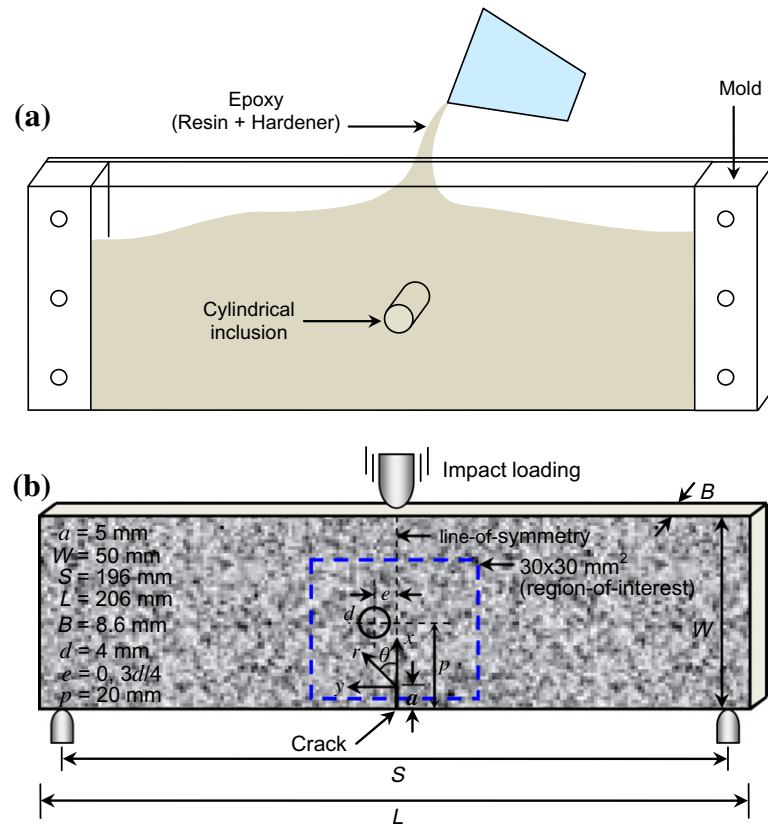 (a)
Epoxy
(Resin + Hardener)
Mold
Cylindrical
inclusion
(b)
Impact loading
B
a = 5 mm
W = 50 mm
S = 196 mm
L = 206 mm
B = 8.6 mm
d = 4 mm
e = 0, 3d/4
p = 20 mm
line-of-symmetry
30x30 mm²
(region-of-interest)
e
d
W
x
r
θ
p
y
a
Crack
S
L